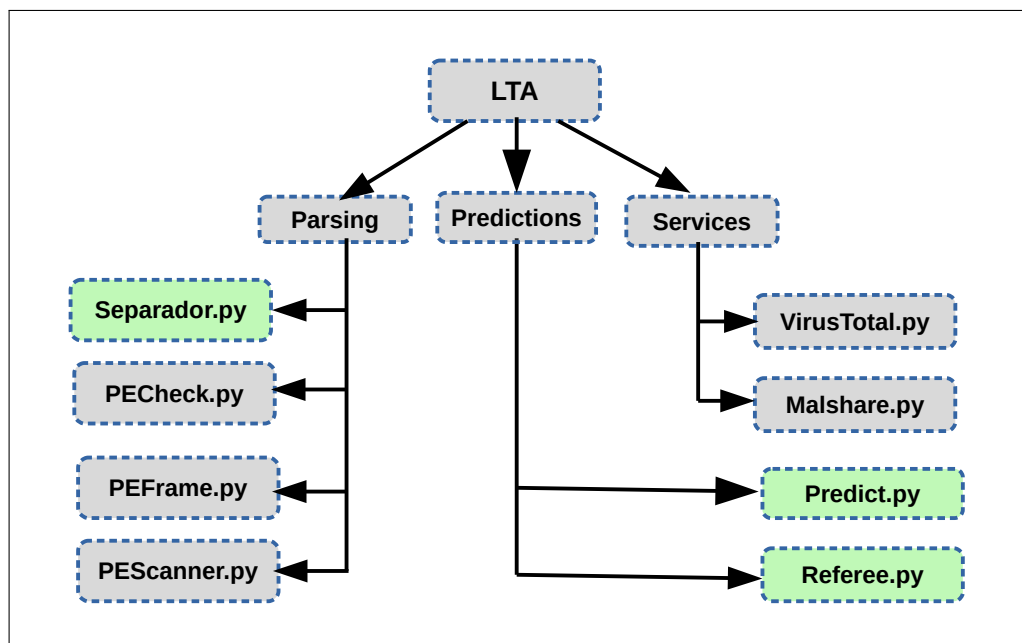 LTA
Parsing
Predictions
Services
Separador.py
PECheck.py
PEFrame.py
PEScanner.py
VirusTotal.py
Malshare.py
Predict.py
Referee.py